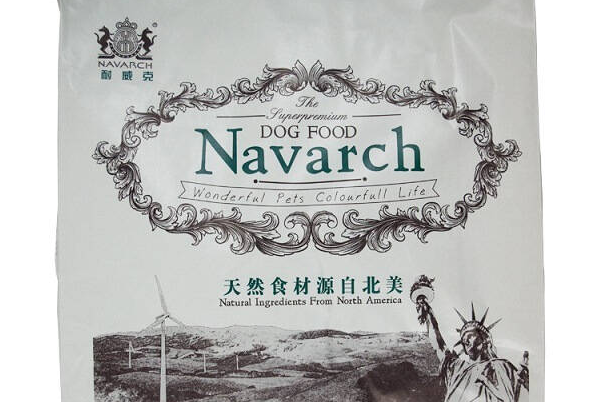 NAVARCH
耐威克
The
Superpremium
DOG FOOD
Navarch
Wonderful Pets Colourfull Life
天然食材源自北美
Natural Ingredients From North America